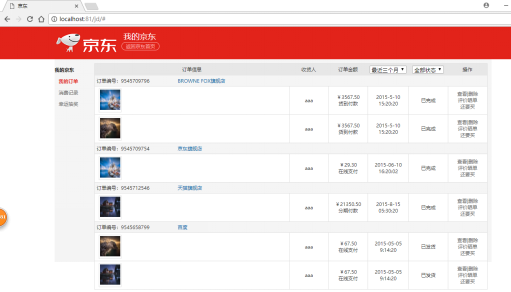 京东
localhost:81/jd/#
京东
我的京东
返回京东首页
我的京东
我的订单
消费记录
幸运抽奖
订单信息 收货人 订单金额 最近三个月 全部状态 操作
订单编号: 9545709796 BROWNE FOX旗舰店
aaa ￥3567.50 货到付款 2015-5-10 15:20:20 已完成 查看|删除 评价|晒单 还要买
aaa ￥3567.50 货到付款 2015-5-10 15:20:20 已完成 查看|删除 评价|晒单 还要买
订单编号: 9545709754 京东旗舰店
aaa ￥29.30 在线支付 2015-06-10 16:20:02 已完成 查看|删除 评价|晒单 还要买
订单编号: 9545712546 天猫旗舰店
aaa ￥21350.50 分期付款 2015-8-15 05:30:20 已完成 查看|删除 评价|晒单 还要买
订单编号: 9545658799 百度
aaa ￥67.50 在线支付 2015-05-05 9:14:20 已发货 查看|删除 评价|晒单 还要买
aaa ￥67.50 在线支付 2015-05-05 9:14:20 已发货 查看|删除 评价|晒单 还要买